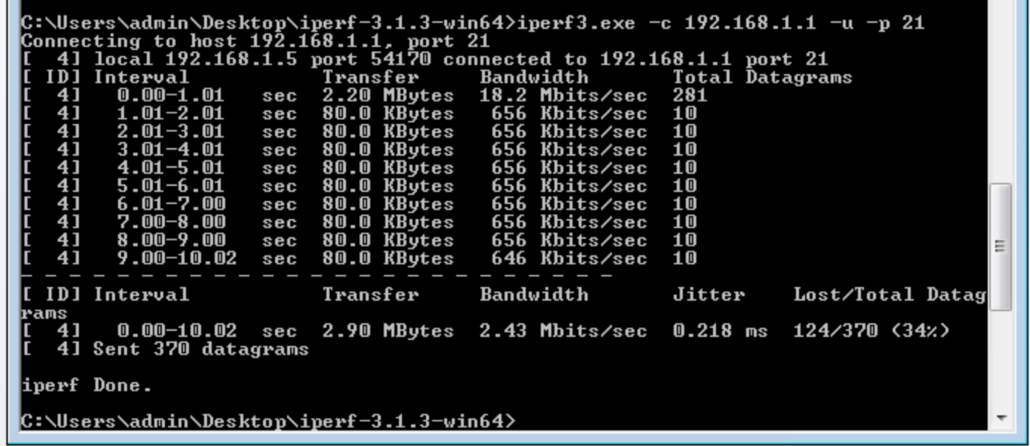 C:\Users\admin\Desktop\iperf-3.1.3-win64>iperf3.exe -c 192.168.1.1 -u -p 21
Connecting to host 192.168.1.1, port 21
[  4] local 192.168.1.5 port 54170 connected to 192.168.1.1 port 21
[ ID] Interval           Transfer     Bandwidth       Total Datagrams
[  4]   0.00-1.01   sec  2.20 MBytes  18.2 Mbits/sec  281
[  4]   1.01-2.01   sec  80.0 KBytes   656 Kbits/sec  10
[  4]   2.01-3.01   sec  80.0 KBytes   656 Kbits/sec  10
[  4]   3.01-4.01   sec  80.0 KBytes   656 Kbits/sec  10
[  4]   4.01-5.01   sec  80.0 KBytes   656 Kbits/sec  10
[  4]   5.01-6.01   sec  80.0 KBytes   656 Kbits/sec  10
[  4]   6.01-7.00   sec  80.0 KBytes   656 Kbits/sec  10
[  4]   7.00-8.00   sec  80.0 KBytes   656 Kbits/sec  10
[  4]   8.00-9.00   sec  80.0 KBytes   656 Kbits/sec  10
[  4]   9.00-10.02  sec  80.0 KBytes   646 Kbits/sec  10
- - - - - - - - - - - - - - - - - - - - - - - - -
[ ID] Interval           Transfer     Bandwidth       Jitter    Lost/Total Datag
rams
[  4]   0.00-10.02  sec  2.90 MBytes  2.43 Mbits/sec  0.218 ms  124/370 (34%)
[  4] Sent 370 datagrams
iperf Done.
C:\Users\admin\Desktop\iperf-3.1.3-win64>